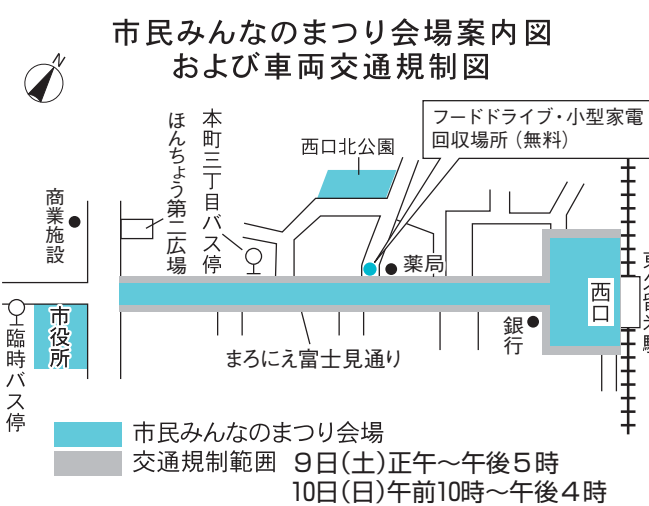 市民みんなのまつり会場案内図
および車両交通規制図
N
フードドライブ・小型家電
回収場所（無料）
西口北公園
本町三丁目バス停
ほんちょう第二広場
商業施設
薬局
西口
銀行
市役所
臨時バス停
まろにえ富士見通り
市民みんなのまつり会場
交通規制範囲 9日(土)正午～午後5時
10日(日)午前10時～午後4時